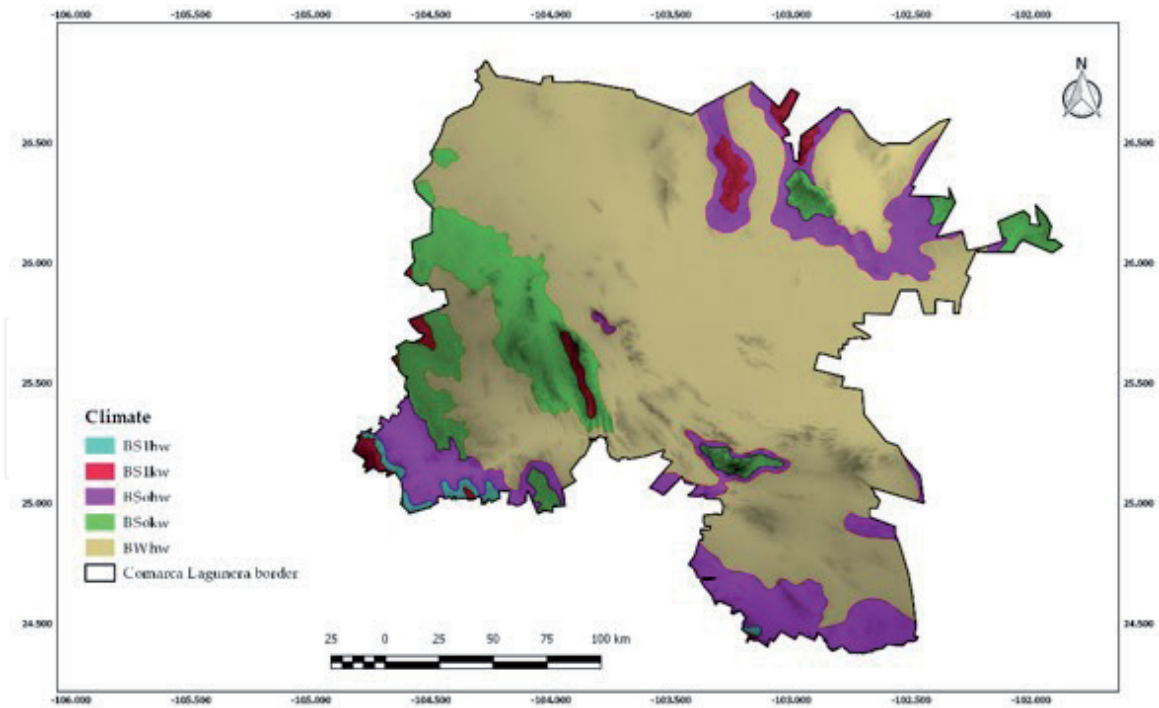 -106.000 -105.500 -105.000 -104.500 -104.000 -103.500 -103.000 -102.500 -102.000
N
26.500 26.500
26.000 26.000
25.500 25.500
Climate
BS1hw
BS1kw
BSohw
BSokw
BWhw
Comarca Lagunera border
25.000 25.000
24.500 24.500
25 0 25 50 75 100 km
-106.000 -105.500 -105.000 -104.500 -104.000 -103.500 -103.000 -102.500 -102.000